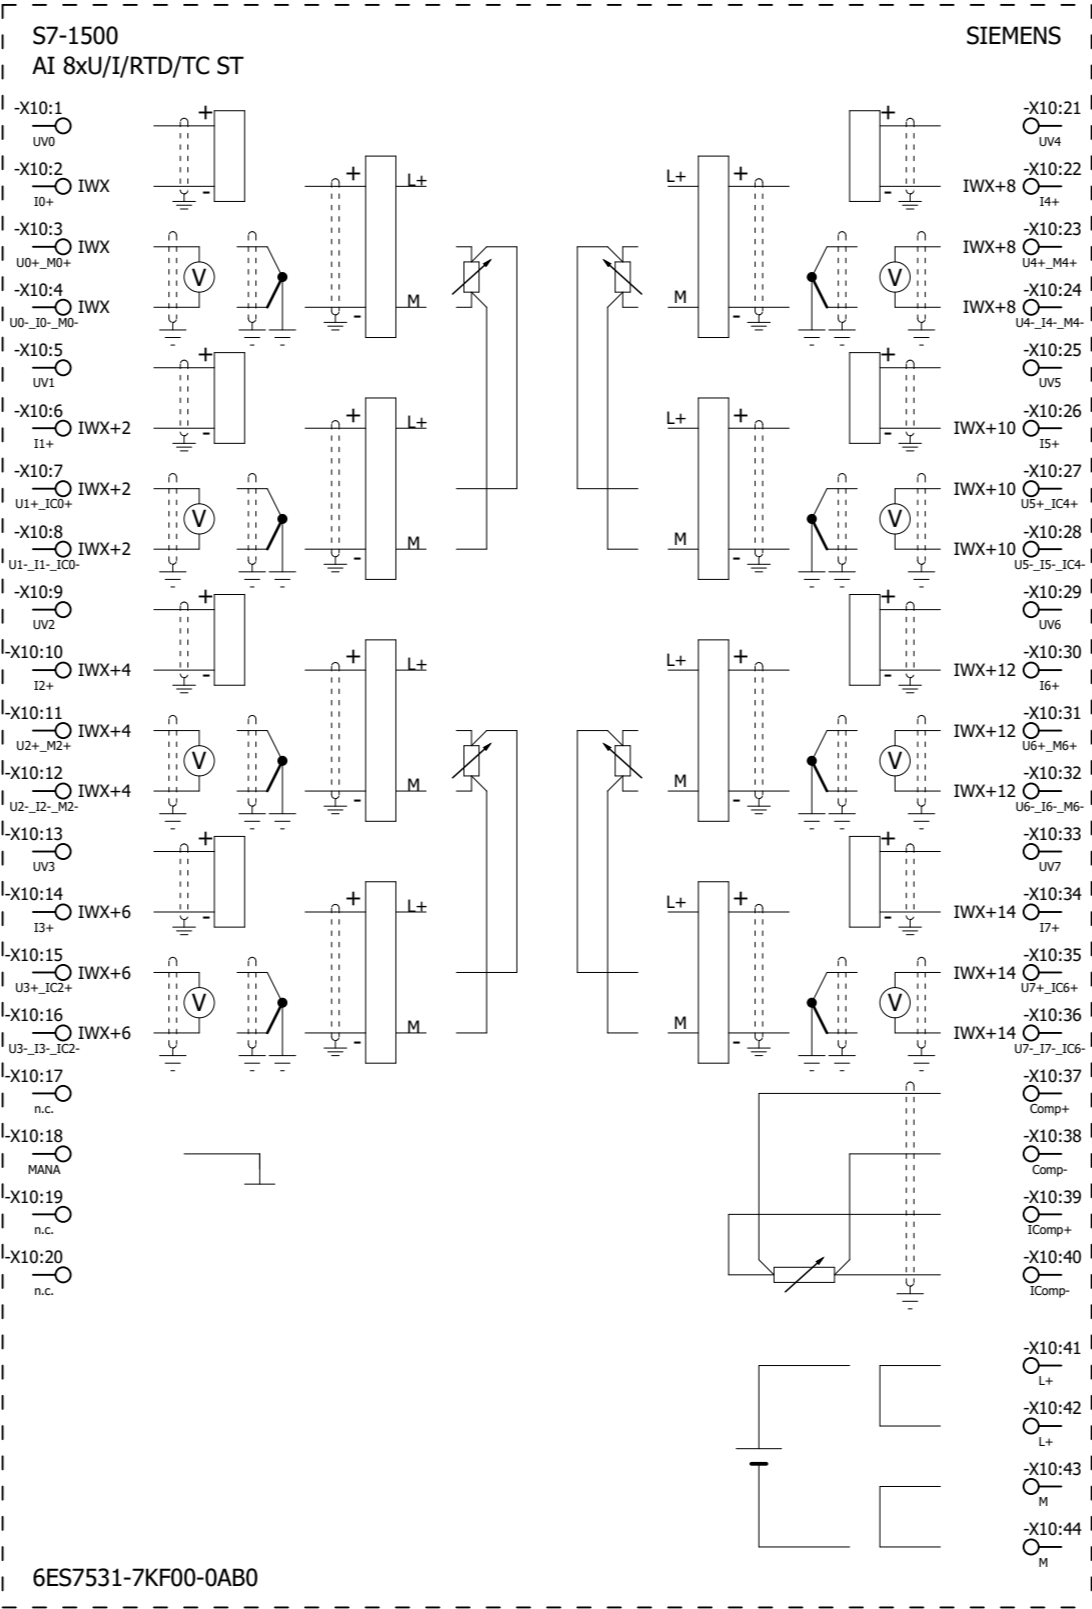 S7-1500
SIEMENS
AI 8xU/I/RTD/TC ST
-X10:1
UV0
-X10:2
IWX
I0+
-X10:3
IWX
U0+_M0+
-X10:4
IWX
U0-_I0-_M0-
-X10:5
UV1
-X10:6
IWX+2
I1+
-X10:7
IWX+2
U1+_IC0+
-X10:8
IWX+2
U1-_I1-_IC0-
-X10:9
UV2
-X10:10
IWX+4
I2+
-X10:11
IWX+4
U2+_M2+
-X10:12
IWX+4
U2-_I2-_M2-
-X10:13
UV3
-X10:14
IWX+6
I3+
-X10:15
IWX+6
U3+_IC2+
-X10:16
IWX+6
U3-_I3-_IC2-
-X10:17
n.c.
-X10:18
MANA
-X10:19
n.c.
-X10:20
n.c.
+
-
V
+
-
L+
M
+
-
V
+
-
L+
M
+
-
V
+
-
L+
M
+
-
V
+
-
L+
M
L+
M
+
-
+
-
V
L+
M
+
-
+
-
V
L+
M
+
-
+
-
V
L+
M
+
-
+
-
V
-X10:21
UV4
-X10:22
IWX+8
I4+
-X10:23
IWX+8
U4+_M4+
-X10:24
IWX+8
U4-_I4-_M4-
-X10:25
UV5
-X10:26
IWX+10
I5+
-X10:27
IWX+10
U5+_IC4+
-X10:28
IWX+10
U5-_I5-_IC4-
-X10:29
UV6
-X10:30
IWX+12
I6+
-X10:31
IWX+12
U6+_M6+
-X10:32
IWX+12
U6-_I6-_M6-
-X10:33
UV7
-X10:34
IWX+14
I7+
-X10:35
IWX+14
U7+_IC6+
-X10:36
IWX+14
U7-_I7-_IC6-
-X10:37
Comp+
-X10:38
Comp-
-X10:39
IComp+
-X10:40
IComp-
-X10:41
L+
-X10:42
L+
-X10:43
M
-X10:44
M
6ES7531-7KF00-0AB0